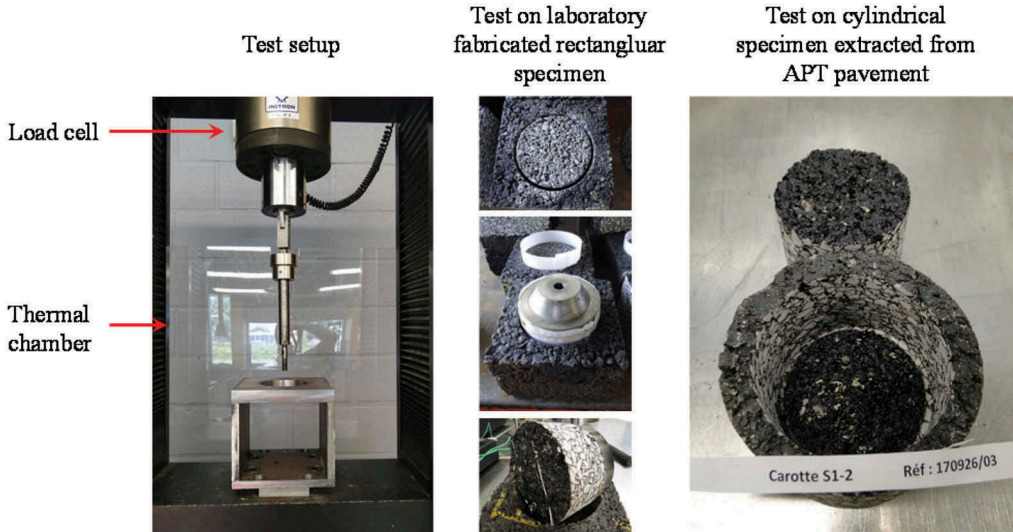 Test setup
Test on laboratory
fabricated rectangluar
specimen
Test on cylindrical
specimen extracted from
APT pavement
Load cell
Thermal
chamber
INSTRON
Carotte S1-2 Réf : 170926/03